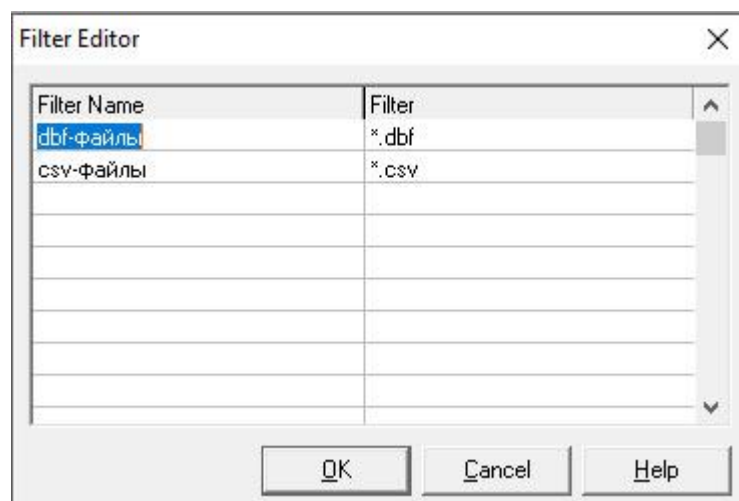 Filter Editor
Filter Name Filter
dbf-файлы *.dbf
csv-файлы *.csv
OK Cancel Help